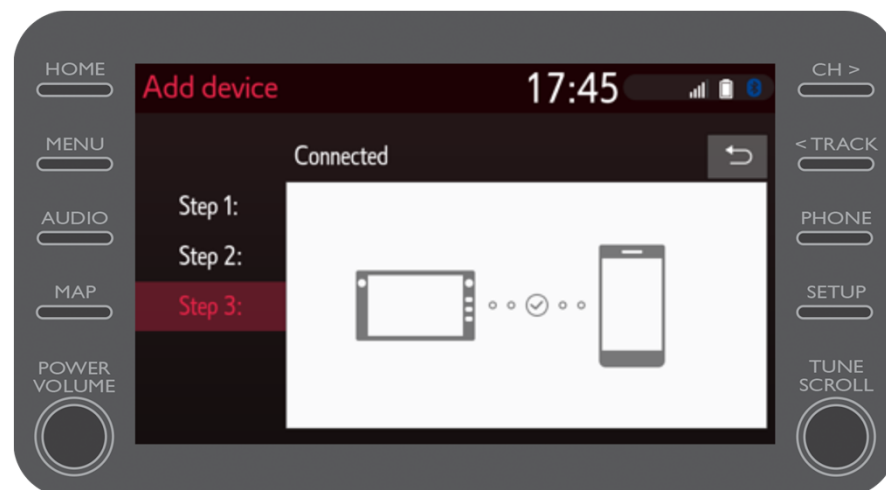 HOME
MENU
AUDIO
MAP
POWER
VOLUME
Add device
17:45
Connected
Step 1:
Step 2:
Step 3:
CH >
< TRACK
PHONE
SETUP
TUNE
SCROLL